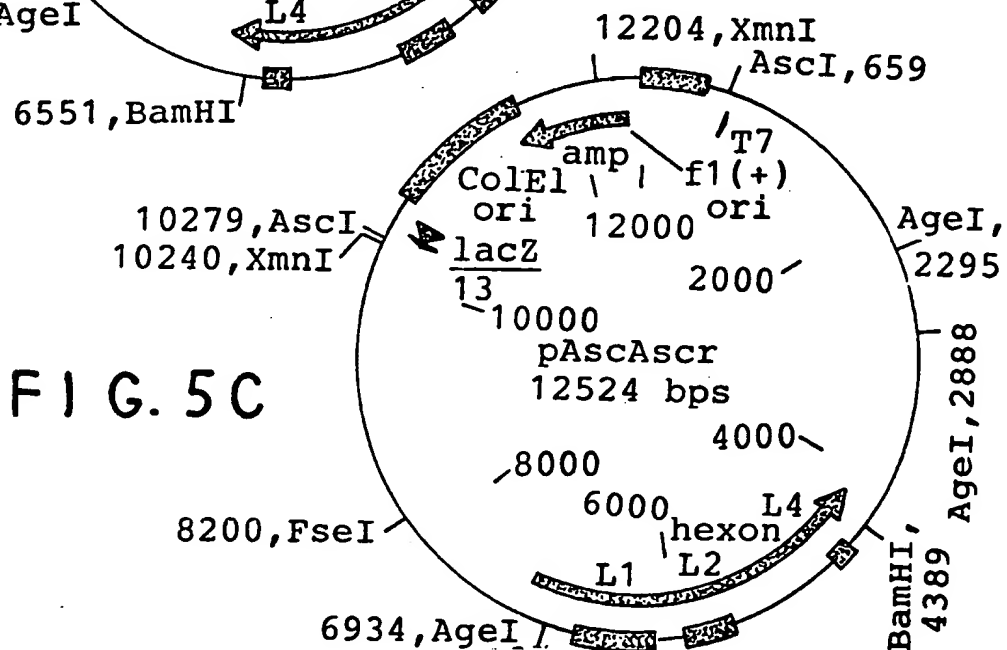 AgeI
L4
6551,BamHI
12204,XmnI
AscI,659
T7
f1(+)
ori
amp
ColE1
ori
12000
AgeI,
2295
2000
10279,AscI
10240,XmnI
lacZ
13
10000
pAscAscr
12524 bps
AgeI,2888
FIG. 5C
4000
8000
6000
L4
hexon
L2
L1
8200,FseI
BamHI,
4389
6934,AgeI